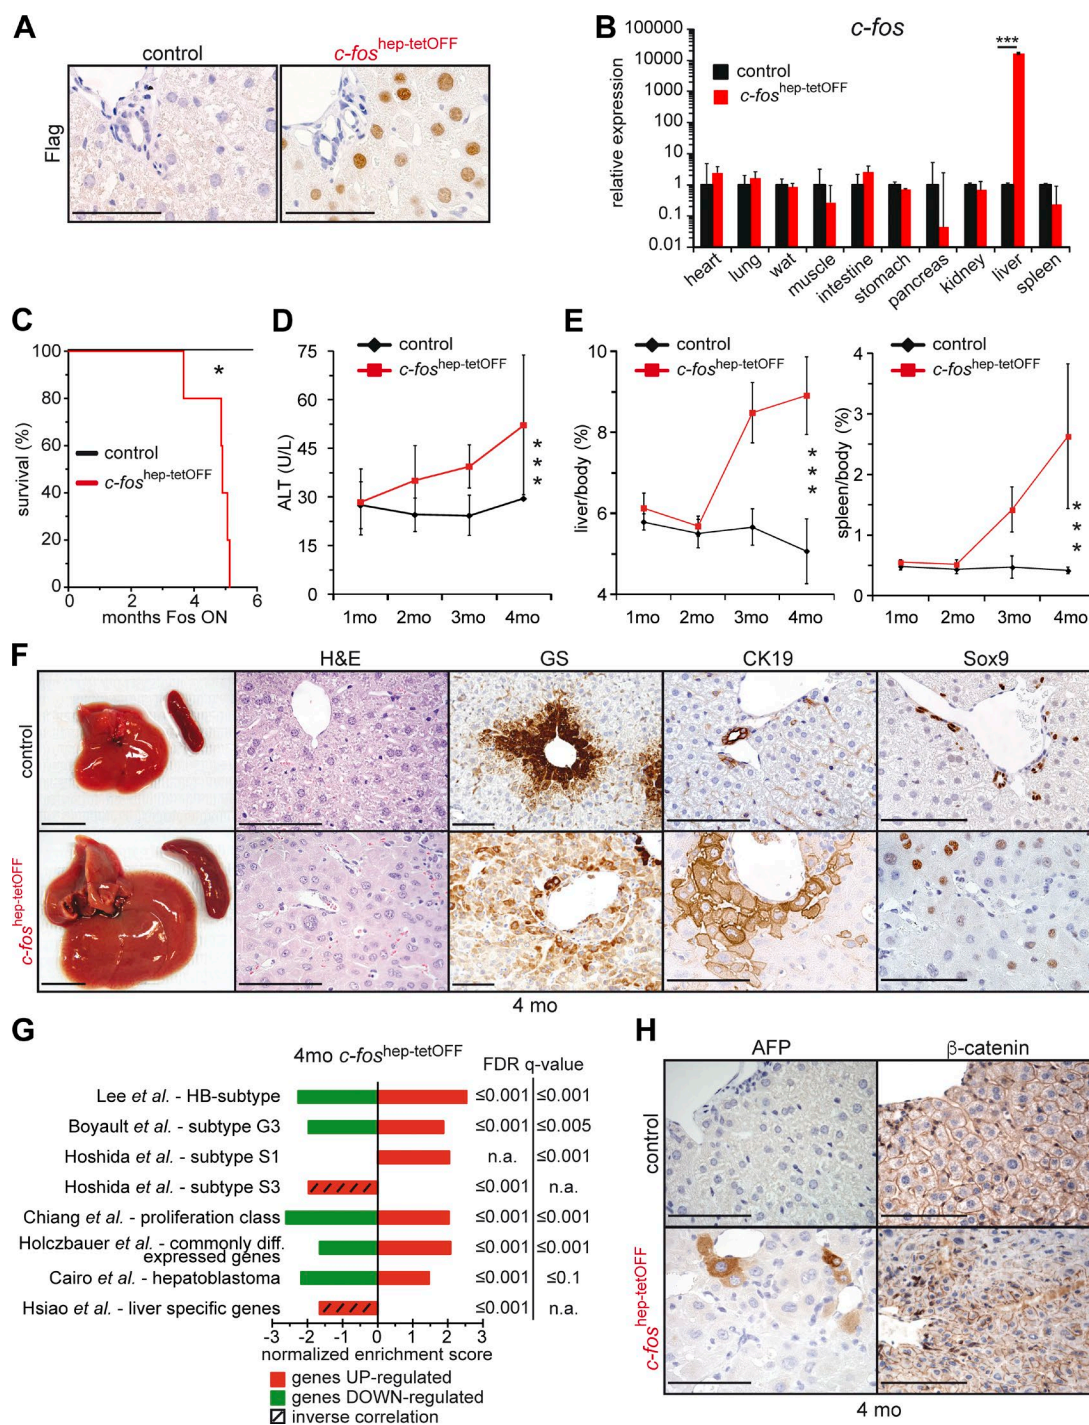 A
control
c-fos hep-tetOFF
Flag
B
c-fos
relative expression
100000
10000
1000
100
10
1
0.1
0.01
control
c-fos hep-tetOFF
***
heart
lung
wat
muscle
intestine
stomach
pancreas
kidney
liver
spleen
C
survival (%)
100
80
60
40
20
0
*
control
c-fos hep-tetOFF
0
2
4
6
months Fos ON
D
control
c-fos hep-tetOFF
ALT (U/L)
75
60
45
30
15
0
***
1mo
2mo
3mo
4mo
E
control
c-fos hep-tetOFF
liver/body (%)
10
8
6
4
***
1mo
2mo
3mo
4mo
control
c-fos hep-tetOFF
spleen/body (%)
4
3
2
1
0
***
1mo
2mo
3mo
4mo
F
H&E
GS
CK19
Sox9
control
c-fos hep-tetOFF
4 mo
G
4mo c-fos hep-tetOFF
FDR q-value
Lee et al. - HB-subtype ≤0.001 ≤0.001
Boyault et al. - subtype G3 ≤0.001 ≤0.005
Hoshida et al. - subtype S1 n.a. ≤0.001
Hoshida et al. - subtype S3 ≤0.001 n.a.
Chiang et al. - proliferation class ≤0.001 ≤0.001
Holczbauer et al. - commonly diff. ≤0.001 ≤0.001
expressed genes
Cairo et al. - hepatoblastoma ≤0.001 ≤0.1
Hsiao et al. - liver specific genes ≤0.001 n.a.
-3 -2 -1 0 1 2 3
normalized enrichment score
genes UP-regulated
genes DOWN-regulated
inverse correlation
H
AFP
β-catenin
control
c-fos hep-tetOFF
4 mo